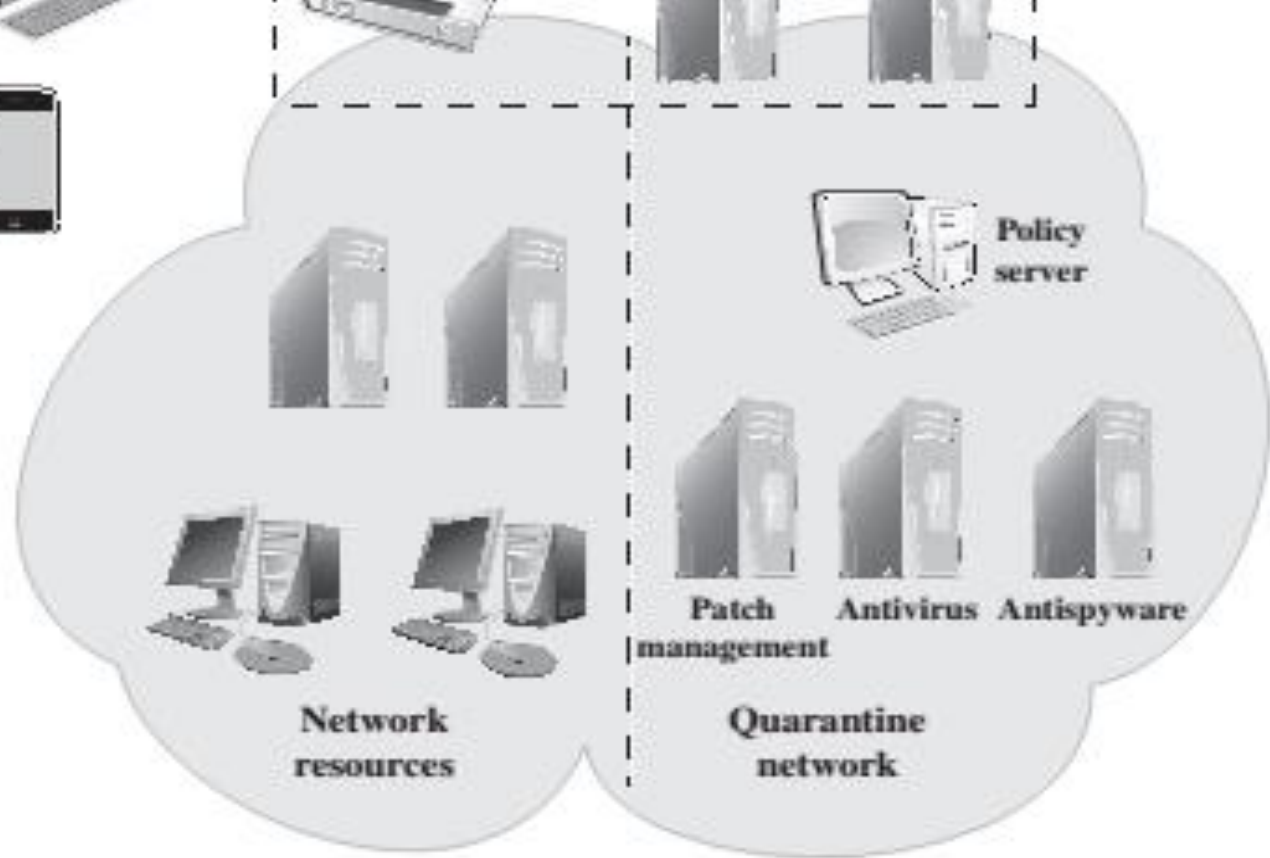 Policy
server
Patch
management
Antivirus
Antispyware
Network
resources
Quarantine
network